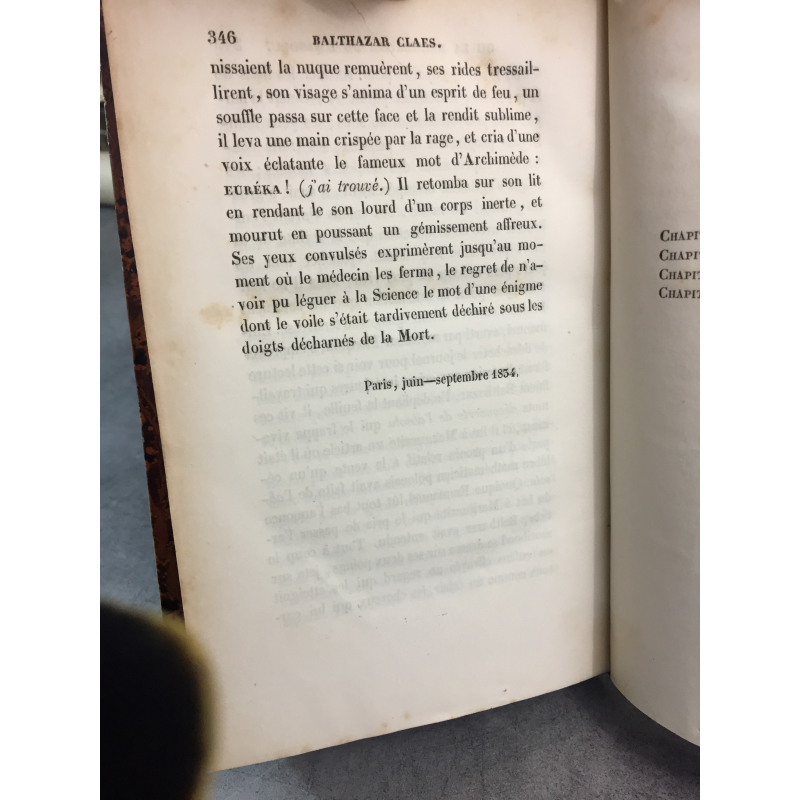 346 BALTHAZAR CLAES.
nissaient la nuque remuèrent, ses rides tressail-
lirent, son visage s'anima d'un esprit de feu, un
souffle passa sur cette face et la rendit sublime,
il leva une main crispée par la rage, et cria d'une
voix éclatante le fameux mot d'Archimède :
EURÉKA! (j'ai trouvé.) Il retomba sur son lit
en rendant le son lourd d'un corps inerte, et
mourut en poussant un gémissement affreux.
Ses yeux convulsés exprimèrent jusqu'au mo-
ment où le médecin les ferma, le regret de n'a-
voir pu léguer à la Science le mot d'une énigme
dont le voile s'était tardivement déchiré sous les
doigts décharnés de la Mort.
Paris, juin—septembre 1834.
CHAPI
CHAPI
CHAPI
CHAPI